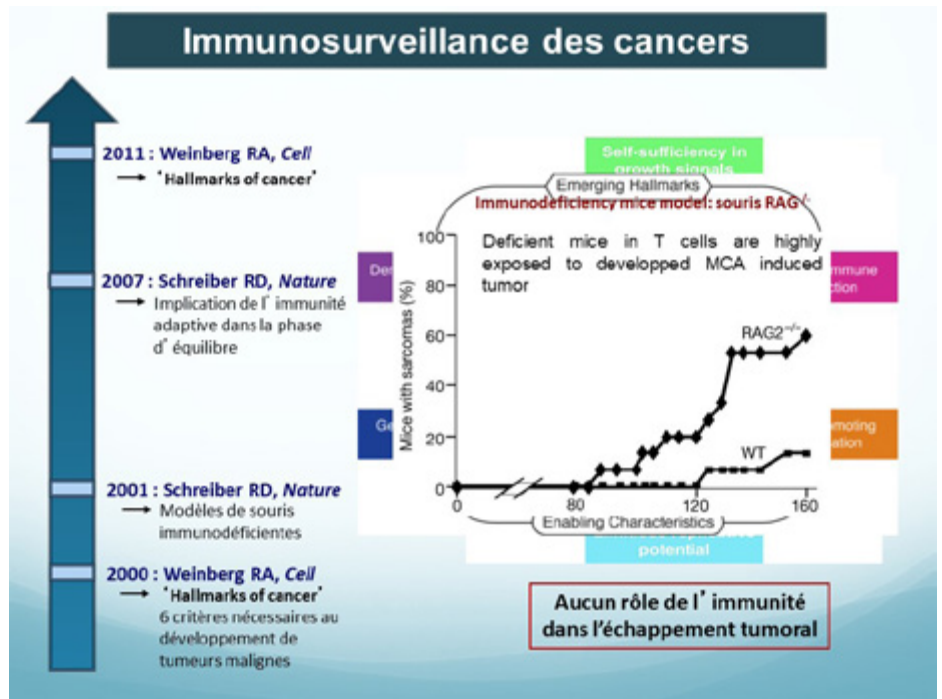 Immunosurveillance des cancers
2011 : Weinberg RA, Cell
"Hallmarks of cancer"
2007 : Schreiber RD, Nature
Implication de l' immunité
adaptive dans la phase
d' équilibre
2001 : Schreiber RD, Nature
Modèles de souris
immunodéficientes
2000 : Weinberg RA, Cell
"Hallmarks of cancer"
6 critères nécessaires au
développement de
tumeurs malignes
Self-sufficiency in
growth signals
Emerging Hallmarks
Immunodeficiency mice model: souris RAG-/-
Deficient mice in T cells are highly
exposed to developped MCA induced
tumor
Mice with sarcomas (%)
100
80
60
40
20
0
RAG2-/-
WT
0 80 120 160
Enabling Characteristics
potential
immune
Aucun rôle de l' immunité
dans l'échappement tumoral